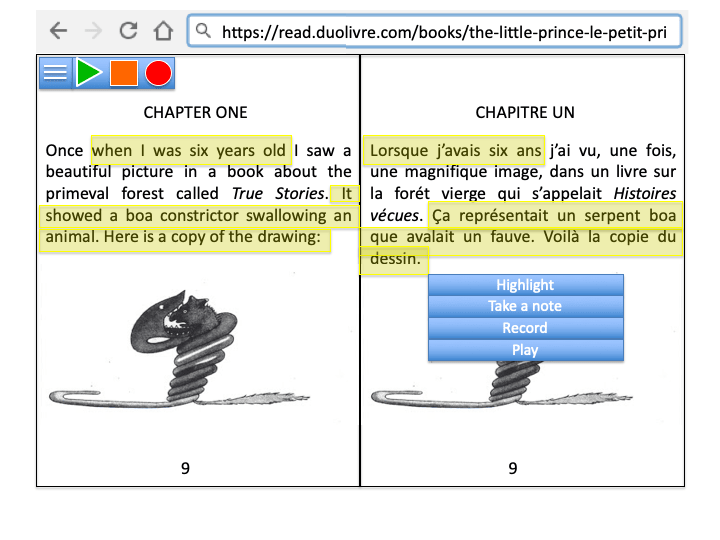 https://read.duolivre.com/books/the-little-prince-le-petit-pri
CHAPTER ONE
Once when I was six years old I saw a
beautiful picture in a book about the
primeval forest called True Stories. It
showed a boa constrictor swallowing an
animal. Here is a copy of the drawing:
9
CHAPITRE UN
Lorsque j’avais six ans j’ai vu, une fois,
une magnifique image, dans un livre sur
la forét vierge qui s’appelait Histoires
vécues. Ça représentait un serpent boa
que avalait un fauve. Voilà la copie du
dessin.
Highlight
Take a note
Record
Play
9